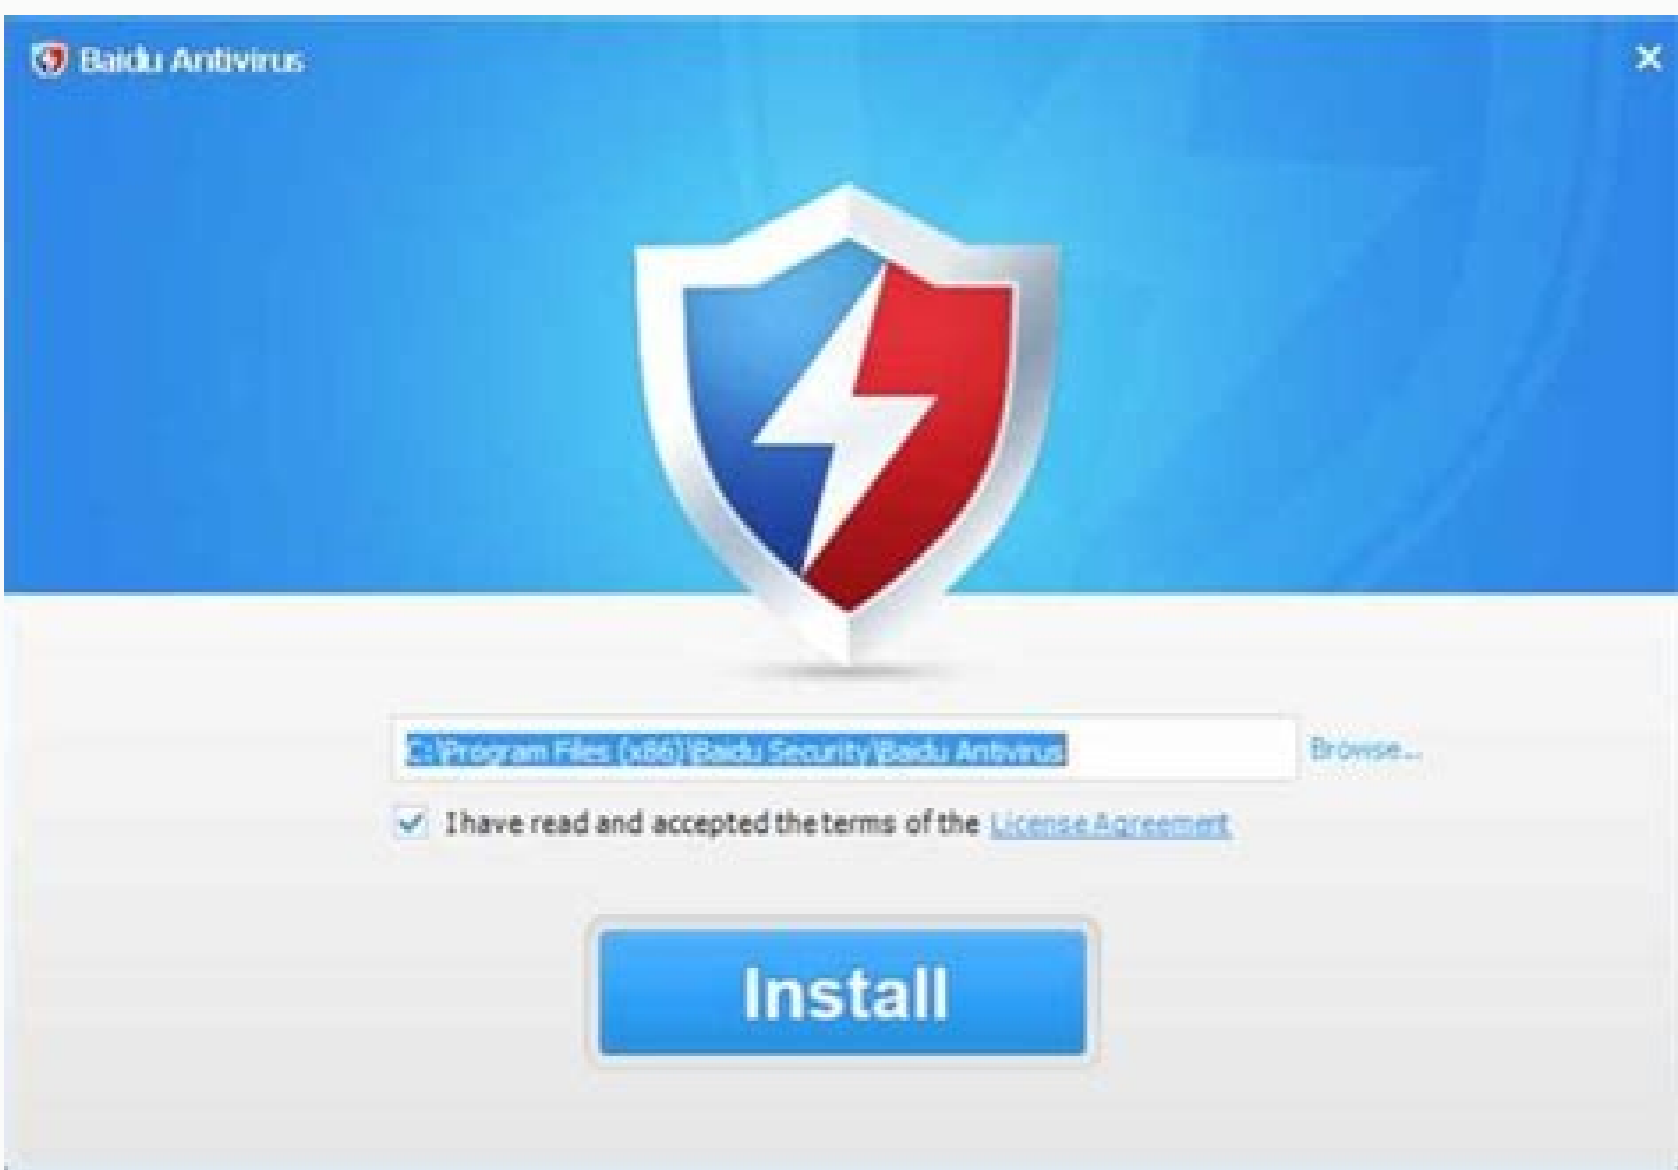 Baidu Antivirus
C:\Program Files (x86)\Baidu Security\Baidu Antivirus
Browse...
I have read and accepted the terms of the License Agreement
Install